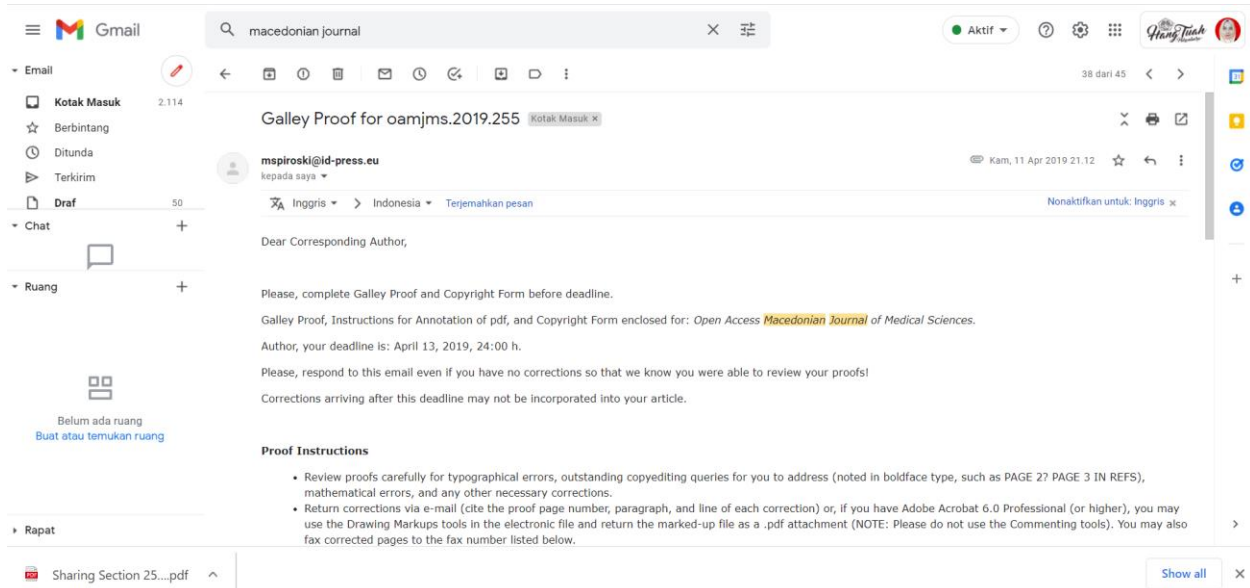 Gmail
macedonian journal
Aktif
Hang Tuah
Email
38 dari 45
Kotak Masuk 2.114
Berbintang
Ditunda
Terkirim
Draf 50
Chat
Ruang
Belum ada ruang
Buat atau temukan ruang
Rapat
Galley Proof for oamjms.2019.255 Kotak Masuk x
mspiroski@id-press.eu
Kam, 11 Apr 2019 21.12
kepada saya
Inggris > Indonesia Terjemahkan pesan
Nonaktifkan untuk: Inggris x
Dear Corresponding Author,
Please, complete Galley Proof and Copyright Form before deadline.
Galley Proof, Instructions for Annotation of pdf, and Copyright Form enclosed for: Open Access Macedonian Journal of Medical Sciences.
Author, your deadline is: April 13, 2019, 24:00 h.
Please, respond to this email even if you have no corrections so that we know you were able to review your proofs!
Corrections arriving after this deadline may not be incorporated into your article.
Proof Instructions
• Review proofs carefully for typographical errors, outstanding copyediting queries for you to address (noted in boldface type, such as PAGE 2? PAGE 3 IN REFS),
mathematical errors, and any other necessary corrections.
• Return corrections via e-mail (cite the proof page number, paragraph, and line of each correction) or, if you have Adobe Acrobat 6.0 Professional (or higher), you may
use the Drawing Markups tools in the electronic file and return the marked-up file as a .pdf attachment (NOTE: Please do not use the Commenting tools). You may also
fax corrected pages to the fax number listed below.
Sharing Section 25....pdf
Show all